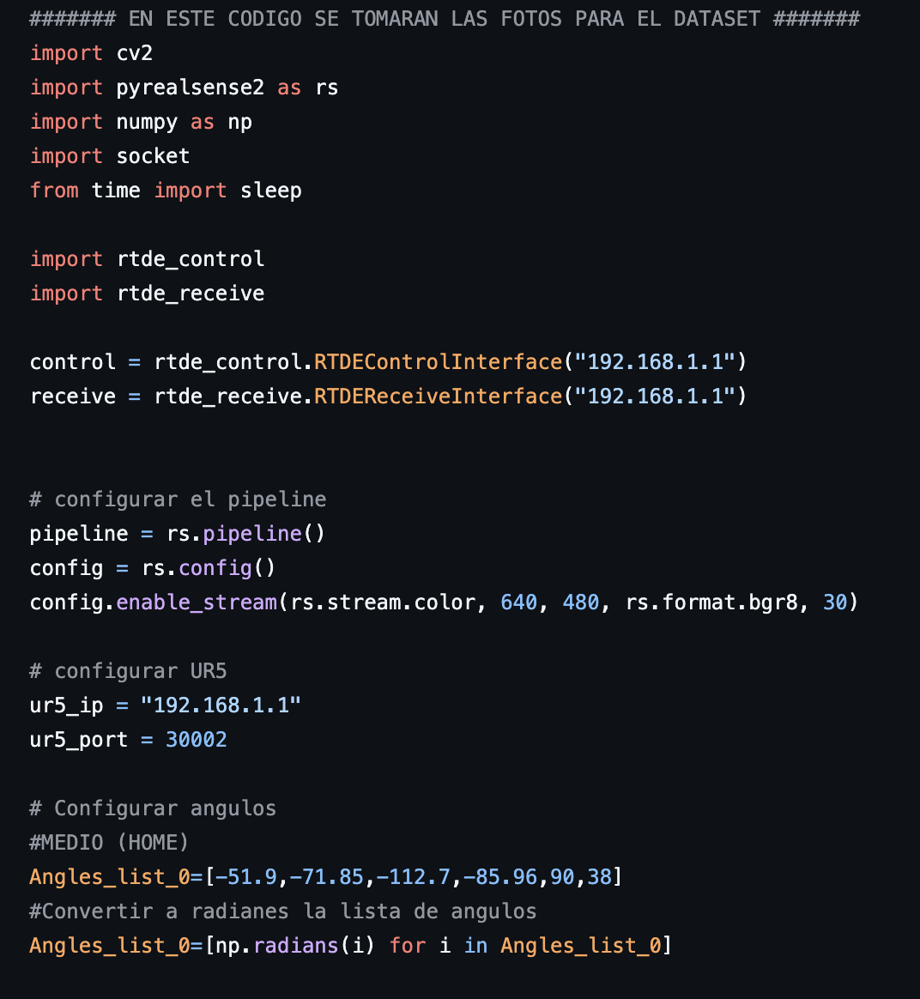 ####### EN ESTE CODIGO SE TOMARAN LAS FOTOS PARA EL DATASET #######
import cv2
import pyrealsense2 as rs
import numpy as np
import socket
from time import sleep
import rtde_control
import rtde_receive
control = rtde_control.RTDEControlInterface("192.168.1.1")
receive = rtde_receive.RTDEReceiveInterface("192.168.1.1")
# configurar el pipeline
pipeline = rs.pipeline()
config = rs.config()
config.enable_stream(rs.stream.color, 640, 480, rs.format.bgr8, 30)
# configurar UR5
ur5_ip = "192.168.1.1"
ur5_port = 30002
# Configurar angulos
#MEDIO (HOME)
Angles_list_0=[-51.9,-71.85,-112.7,-85.96,90,38]
#Convertir a radianes la lista de angulos
Angles_list_0=[np.radians(i) for i in Angles_list_0]